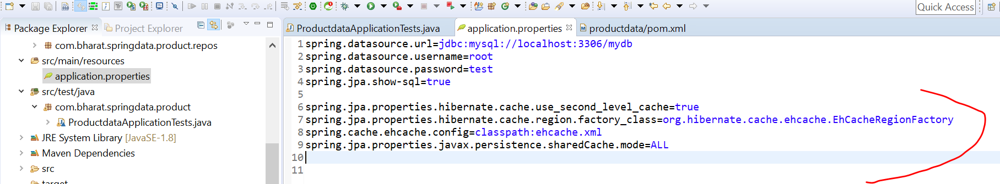 Quick Access
Package Explorer
Project Explorer
com.bharat.springdata.product.repos
src/main/resources
application.properties
src/test/java
com.bharat.springdata.product
ProductdataApplicationTests.java
JRE System Library [JavaSE-1.8]
Maven Dependencies
src
target
ProductdataApplicationTests.java
application.properties
productdata/pom.xml
1 spring.datasource.url=jdbc:mysql://localhost:3306/mydb
2 spring.datasource.username=root
3 spring.datasource.password=test
4 spring.jpa.show-sql=true
5
6 spring.jpa.properties.hibernate.cache.use_second_level_cache=true
7 spring.jpa.properties.hibernate.cache.region.factory_class=org.hibernate.cache.ehcache.EhCacheRegionFactory
8 spring.cache.ehcache.config=classpath:ehcache.xml
9 spring.jpa.properties.javax.persistence.sharedCache.mode=ALL
10
11